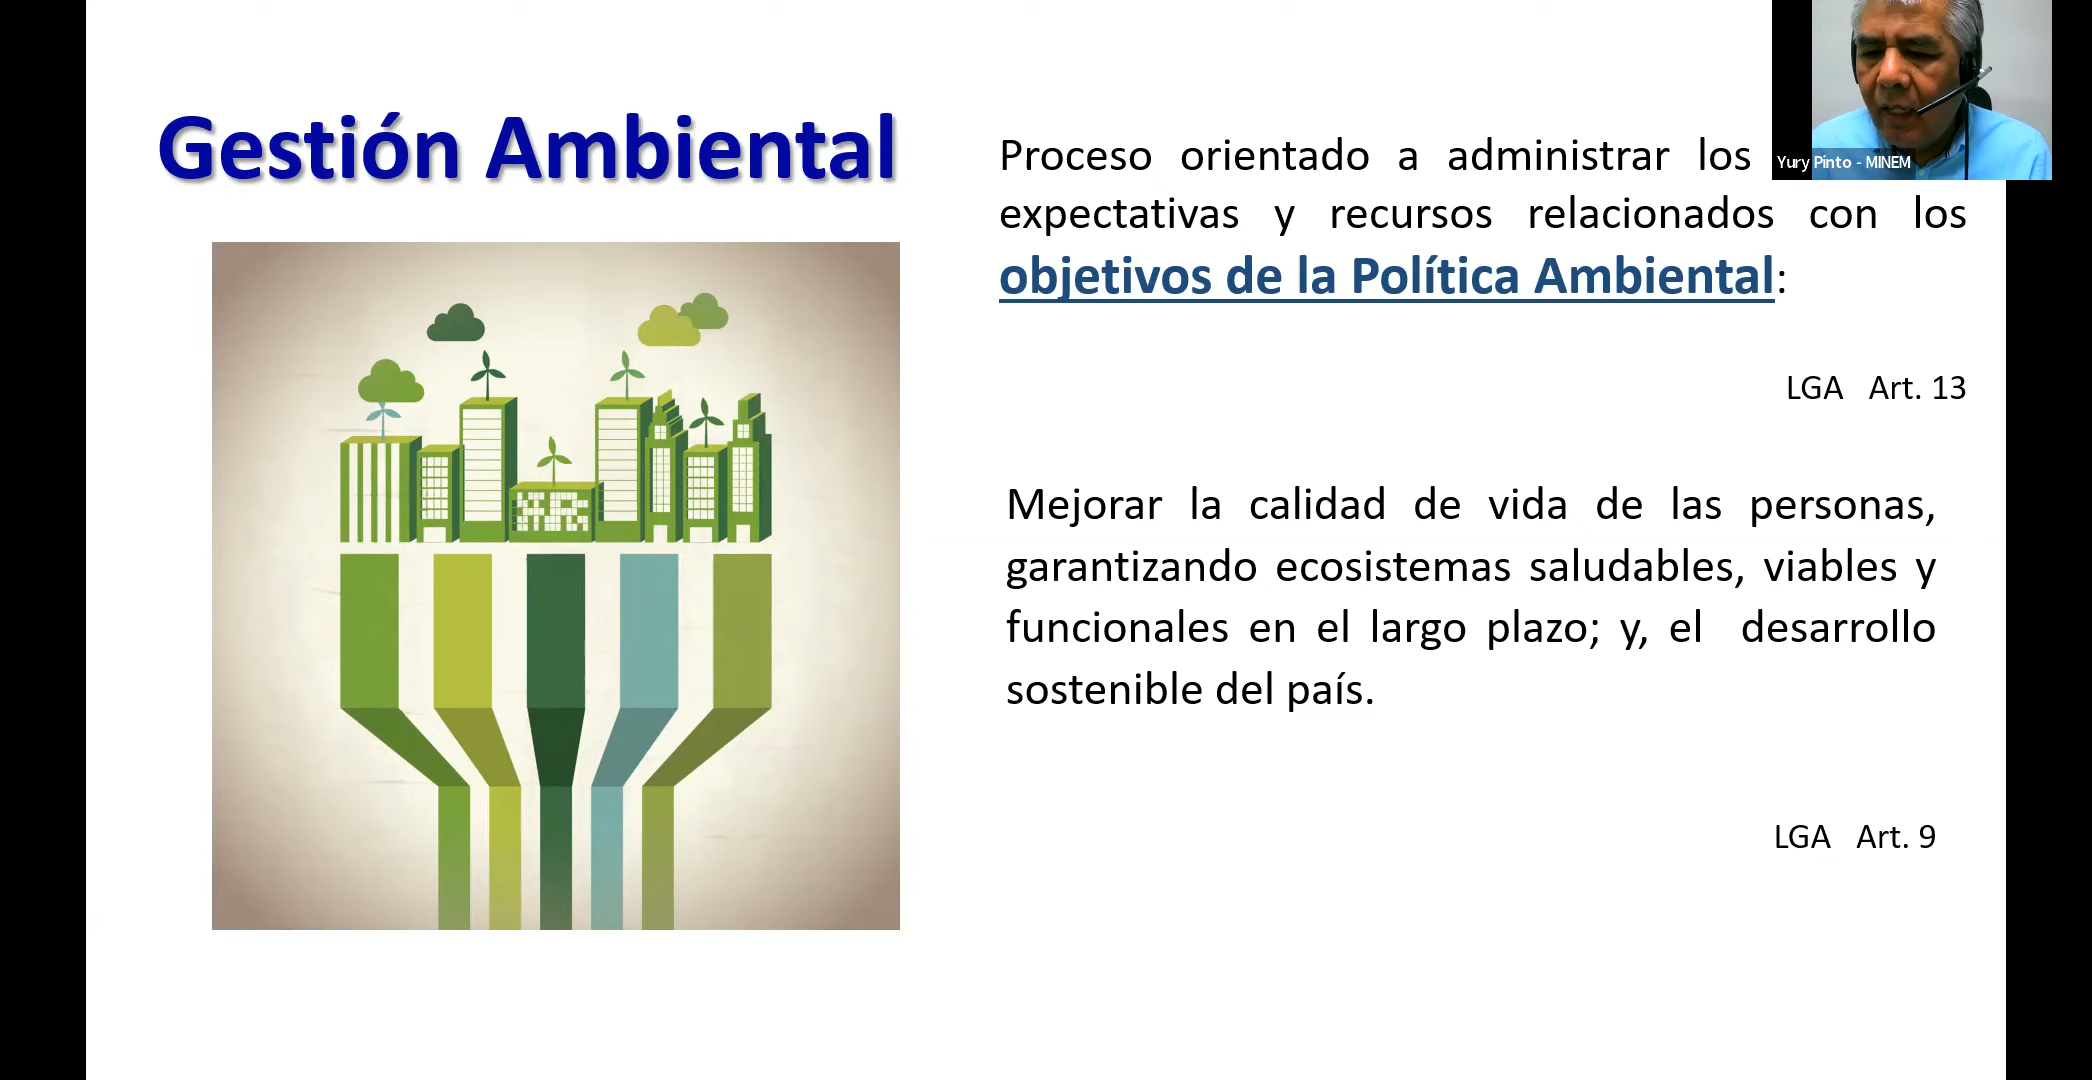 Gestión Ambiental
Proceso orientado a administrar los
expectativas y recursos relacionados con los
objetivos de la Política Ambiental:
LGA Art. 13
Mejorar la calidad de vida de las personas,
garantizando ecosistemas saludables, viables y
funcionales en el largo plazo; y, el desarrollo
sostenible del país.
LGA Art. 9
Yury Pinto - MINEM